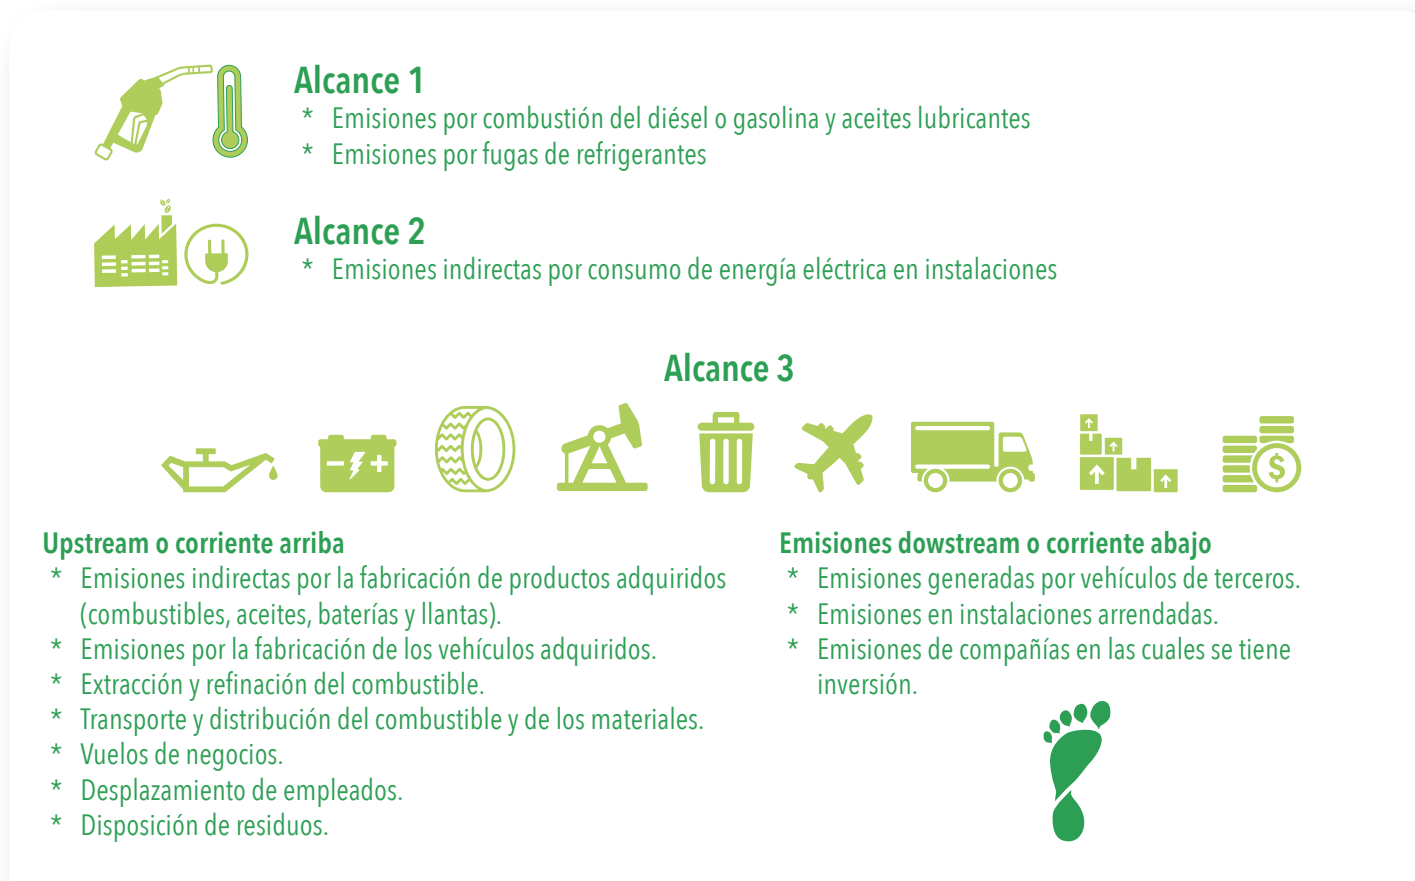 Alcance 1
* Emisiones por combustión del diésel o gasolina y aceites lubricantes
* Emisiones por fugas de refrigerantes
Alcance 2
* Emisiones indirectas por consumo de energía eléctrica en instalaciones
Alcance 3
Upstream o corriente arriba
* Emisiones indirectas por la fabricación de productos adquiridos
(combustibles, aceites, baterías y llantas).
* Emisiones por la fabricación de los vehículos adquiridos.
* Extracción y refinación del combustible.
* Transporte y distribución del combustible y de los materiales.
* Vuelos de negocios.
* Desplazamiento de empleados.
* Disposición de residuos.
Emisiones dowstream o corriente abajo
* Emisiones generadas por vehículos de terceros.
* Emisiones en instalaciones arrendadas.
* Emisiones de compañías en las cuales se tiene
inversión.